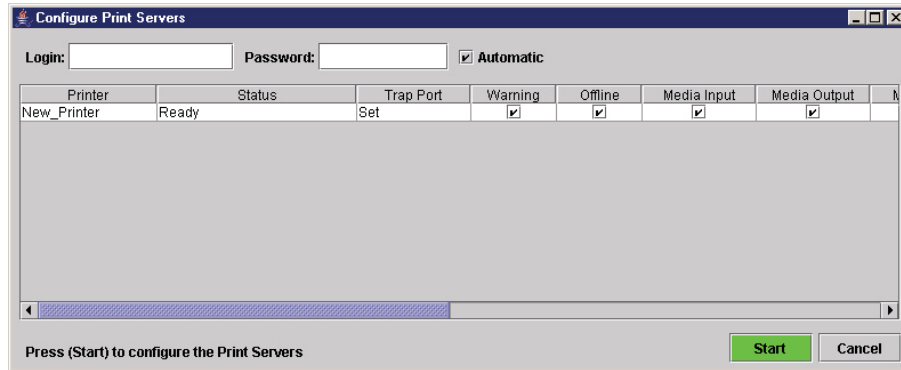 Configure Print Servers
Login: Password: Automatic
Printer Status Trap Port Warning Offline Media Input Media Output
New_Printer Ready Set
Press (Start) to configure the Print Servers Start Cancel